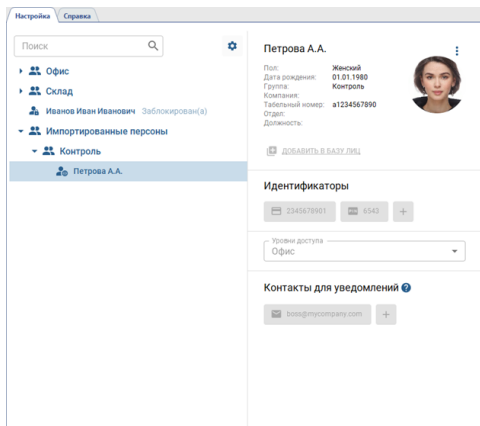 Настройка Справка
Поиск
Офис
Склад
Иванов Иван Иванович Заблокирован(а)
Импортированные персоны
Контроль
Петрова А.А.
Петрова А.А.
Пол: Женский
Дата рождения: 01.01.1980
Группа: Контроль
Компания:
Табельный номер: a1234567890
Отдел:
Должность:
ДОБАВИТЬ В БАЗУ ЛИЦ
Идентификаторы
2345678901 6543 +
Уровни доступа
Офис
Контакты для уведомлений ?
boss@mycompany.com +